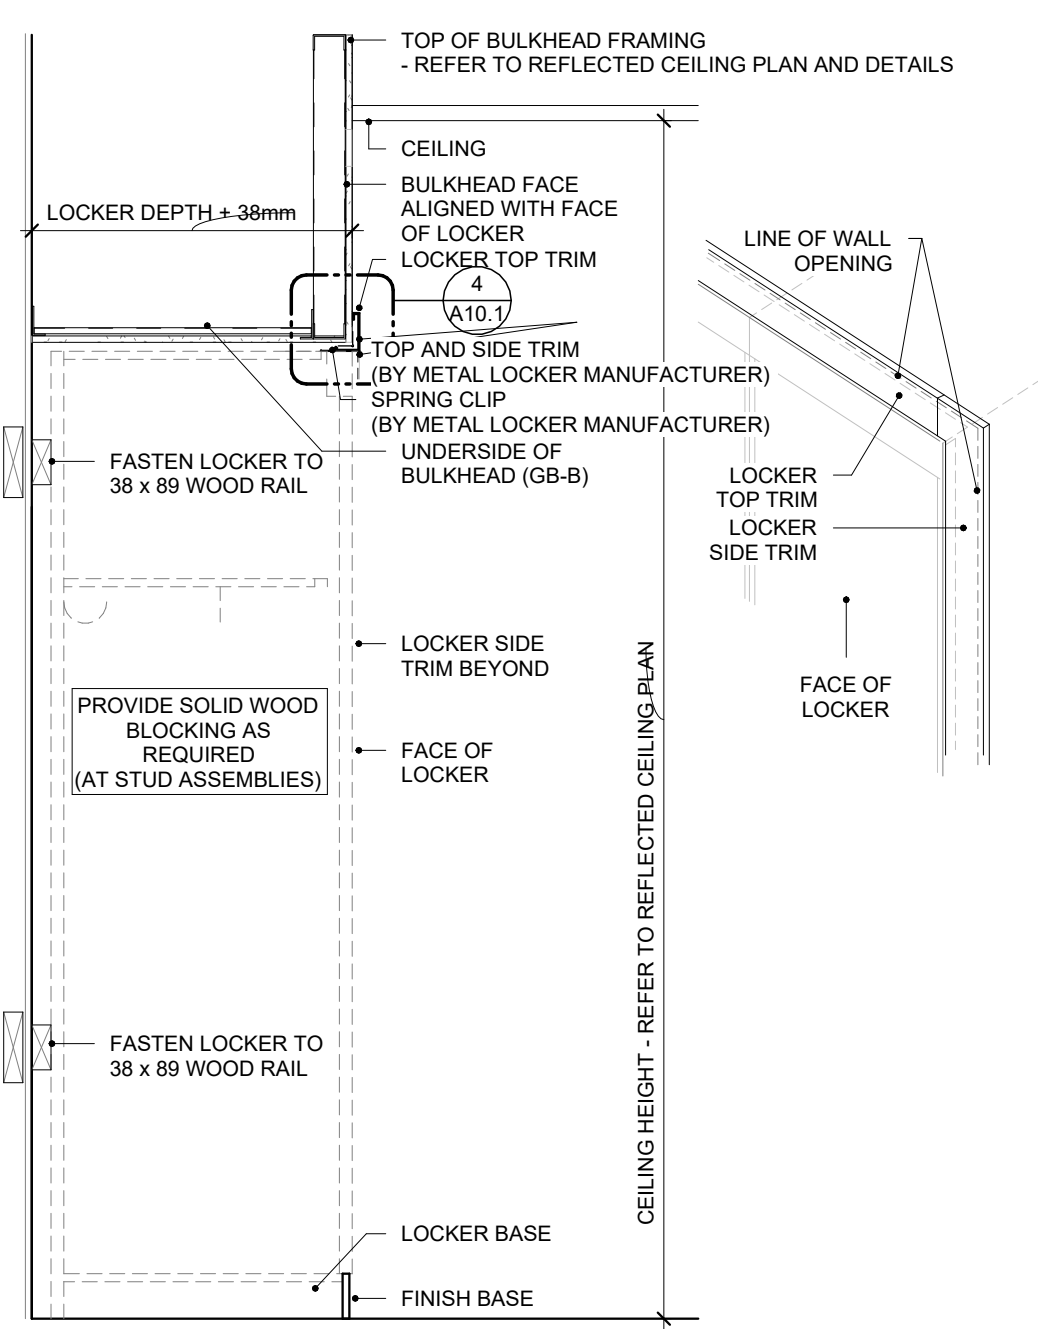 TOP OF BULKHEAD FRAMING
- REFER TO REFLECTED CEILING PLAN AND DETAILS
CEILING
BULKHEAD FACE
ALIGNED WITH FACE
OF LOCKER
LOCKER DEPTH + 38mm
LOCKER TOP TRIM
4
A10.1
TOP AND SIDE TRIM
(BY METAL LOCKER MANUFACTURER)
SPRING CLIP
(BY METAL LOCKER MANUFACTURER)
UNDERSIDE OF
BULKHEAD (GB-B)
FASTEN LOCKER TO
38 x 89 WOOD RAIL
LOCKER SIDE
TRIM BEYOND
PROVIDE SOLID WOOD
BLOCKING AS
REQUIRED
(AT STUD ASSEMBLIES)
FACE OF
LOCKER
CEILING HEIGHT - REFER TO REFLECTED CEILING PLAN
FASTEN LOCKER TO
38 x 89 WOOD RAIL
LOCKER BASE
FINISH BASE
LINE OF WALL
OPENING
LOCKER
TOP TRIM
LOCKER
SIDE TRIM
FACE OF
LOCKER